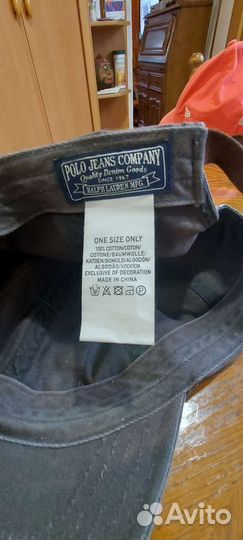 POLO JEANS COMPANY
Quality Denim Goods
SINCE 1967
RALPH LAUREN MFG.
ONE SIZE ONLY
100% COTTON/COTON/
COTONE/BAUMWOLLE/
KATOEN/BOMULD/ALGODÓN/
ALGODÃO/ХЛОПОК
EXCLUSIVE OF DECORATION
MADE IN CHINA
Avito